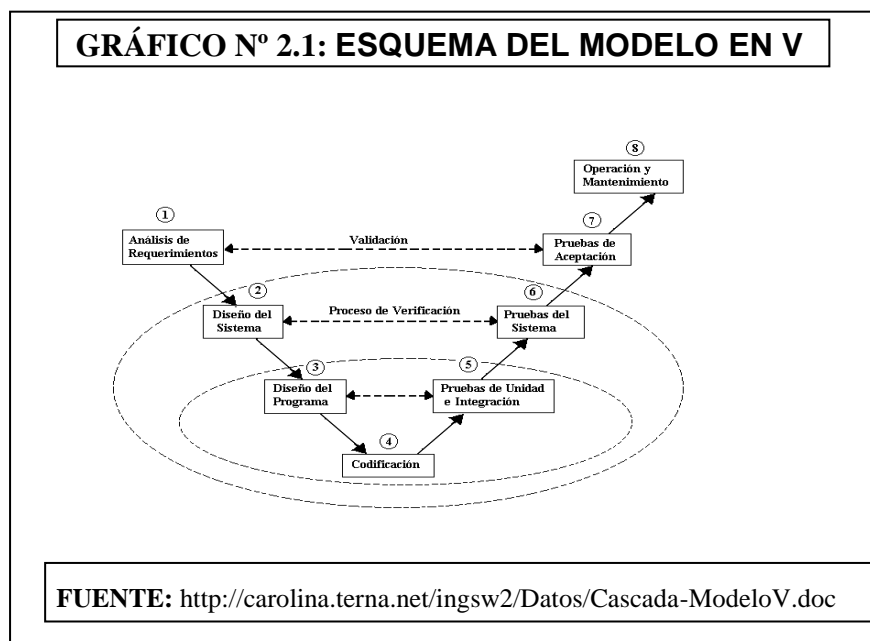 GRÁFICO Nº 2.1: ESQUEMA DEL MODELO EN V
8
Operación y
Mantenimiento
1
Análisis de
Requerimientos
Validación
7
Pruebas de
Aceptación
2
Diseño del
Sistema
Proceso de Verificación
6
Pruebas del
Sistema
3
Diseño del
Programa
5
Pruebas de Unidad
e Integración
4
Codificación
FUENTE: http://carolina.terna.net/ingsw2/Datos/Cascada-ModeloV.doc